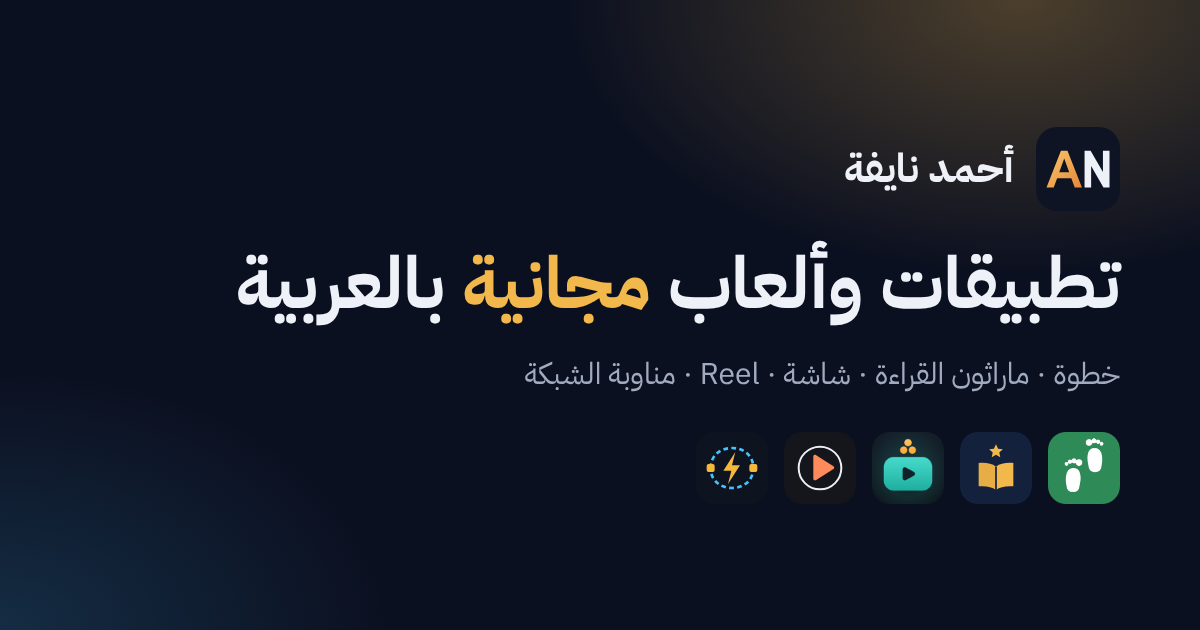 AN
أحمد نايفة
تطبيقات وألعاب مجانية بالعربية
خطوة · ماراثون القراءة · شاشة · Reel · مناوبة الشبكة